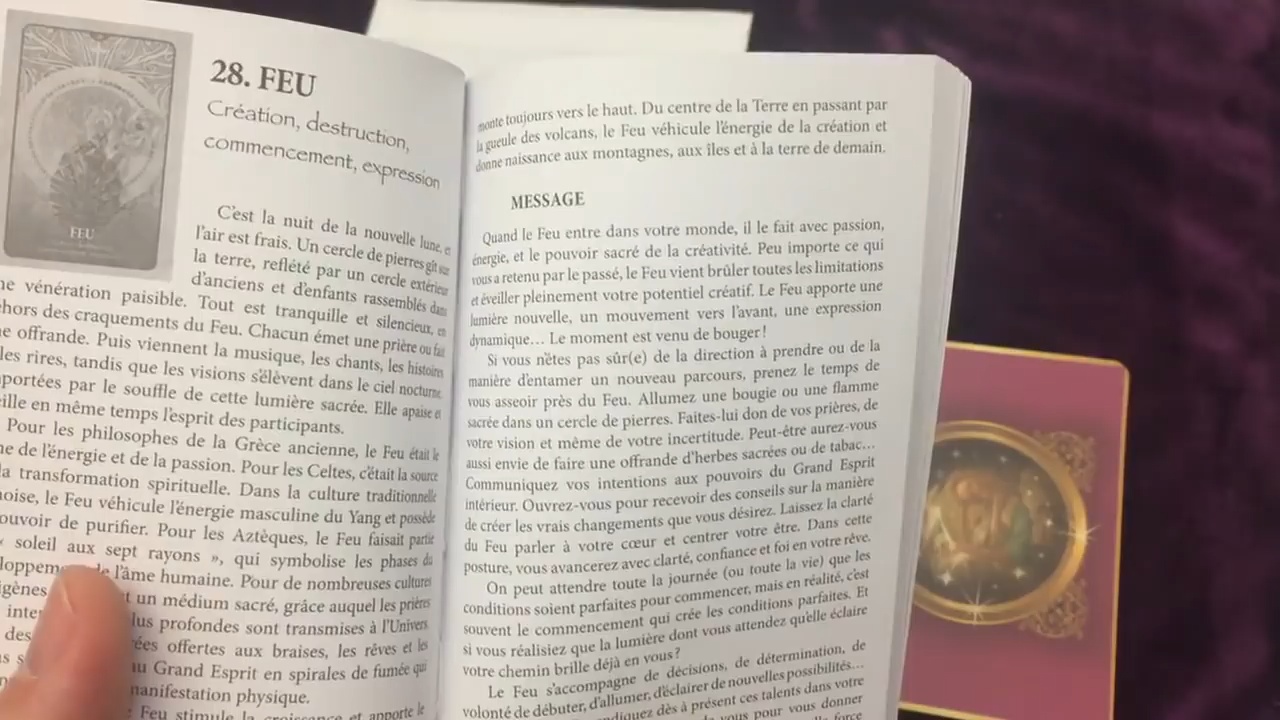 FEU
28. FEU
Création, destruction,
commencement, expression
C'est la nuit de la nouvelle lune, et
l'air est frais. Un cercle de pierres gît sur
la terre, reflété par un cercle extérieur
d'anciens et d'enfants rassemblés dans
vénération paisible. Tout est tranquille et silencieux, en
des craquements du Feu. Chacun émet une prière ou fait
offrande. Puis viennent la musique, les chants, les histoires
les rires, tandis que les visions s'élèvent dans le ciel nocturne
par le souffle de cette lumière sacrée. Elle apaise et
en même temps l'esprit des participants.
Pour les philosophes de la Grèce ancienne, le Feu était le
de l'énergie et de la passion. Pour les Celtes, c'était la source
la transformation spirituelle. Dans la culture traditionnelle
le Feu véhicule l'énergie masculine du Yang et possède
de purifier. Pour les Aztèques, le Feu faisait partie
« soleil aux sept rayons », qui symbolise les phases du
de l'âme humaine. Pour de nombreuses cultures
un médium sacré, grâce auquel les prières
profondes sont transmises à l'Univers.
offertes aux braises, les rêves et les
au Grand Esprit en spirales de fumée qui
manifestation physique.
Feu stimule la croissance et apporte le
monte toujours vers le haut. Du centre de la Terre en passant par
la gueule des volcans, le Feu véhicule l'énergie de la création et
donne naissance aux montagnes, aux îles et à la terre de demain.
MESSAGE
Quand le Feu entre dans votre monde, il le fait avec passion,
énergie, et le pouvoir sacré de la créativité. Peu importe ce qui
vous a retenu par le passé, le Feu vient brûler toutes les limitations
et éveiller pleinement votre potentiel créatif. Le Feu apporte une
lumière nouvelle, un mouvement vers l'avant, une expression
dynamique... Le moment est venu de bouger !
Si vous n'êtes pas sûr(e) de la direction à prendre ou de la
manière d'entamer un nouveau parcours, prenez le temps de
vous asseoir près du Feu. Allumez une bougie ou une flamme
sacrée dans un cercle de pierres. Faites-lui don de vos prières, de
votre vision et même de votre incertitude. Peut-être aurez-vous
aussi envie de faire une offrande d'herbes sacrées ou de tabac...
Communiquez vos intentions aux pouvoirs du Grand Esprit
intérieur. Ouvrez-vous pour recevoir des conseils sur la manière
de créer les vrais changements que vous désirez. Laissez la clarté
du Feu parler à votre cœur et centrer votre être. Dans cette
posture, vous avancerez avec clarté, confiance et foi en votre rêve.
On peut attendre toute la journée (ou toute la vie) que les
conditions soient parfaites pour commencer, mais en réalité, c'est
souvent le commencement qui crée les conditions parfaites. Et
si vous réalisiez que la lumière dont vous attendez qu'elle éclaire
votre chemin brille déjà en vous ?
Le Feu s'accompagne de décisions, de détermination, de
volonté de débuter, d'allumer, d'éclairer de nouvelles possibilités...
dès à présent ces talents dans votre
vous pour vous donner
force